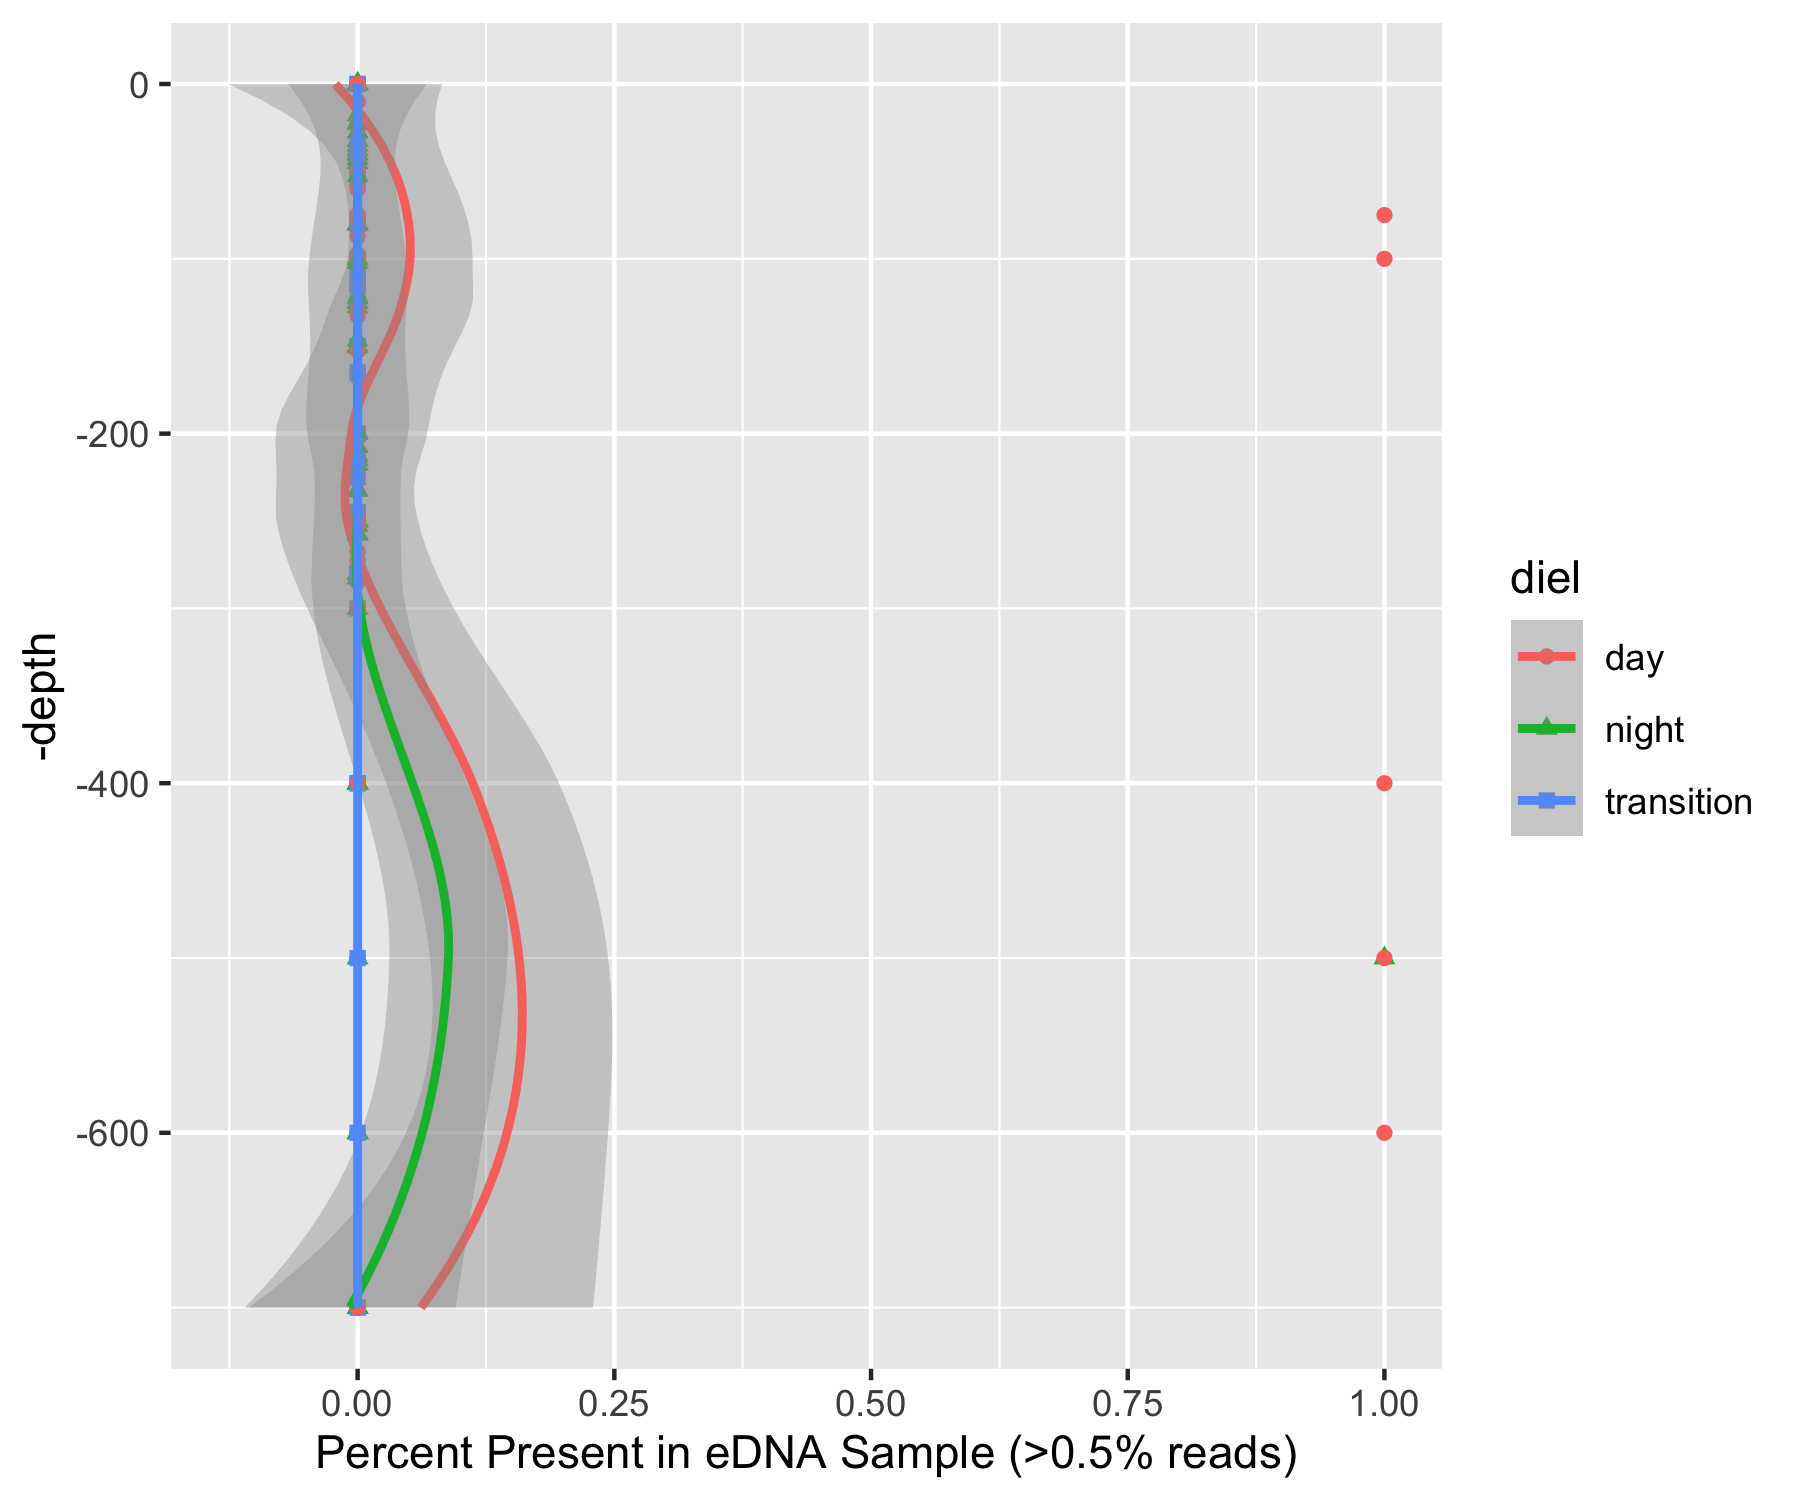 0
-200
-400
-600
-depth
0.00 0.25 0.50 0.75 1.00
Percent Present in eDNA Sample (>0.5% reads)
diel
day
night
transition